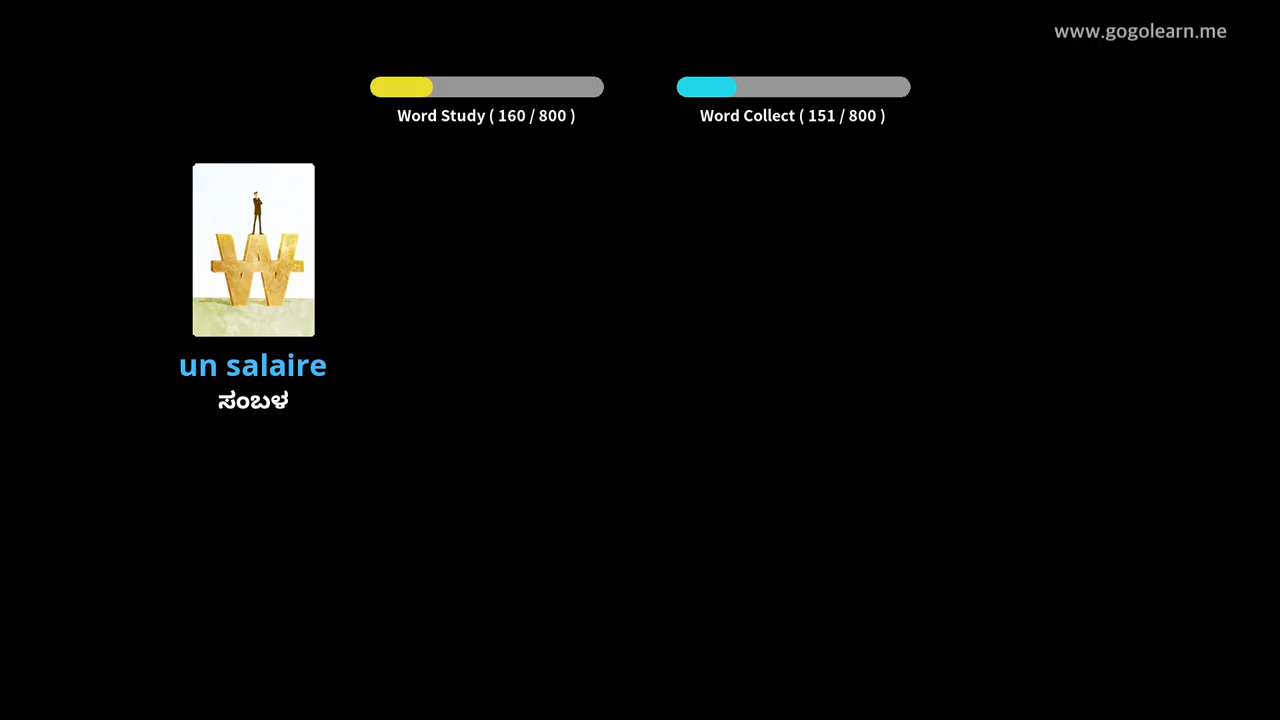 www.gogolearn.me
Word Study ( 160 / 800 )
Word Collect ( 151 / 800 )
un salaire
ಸಂಬಳ